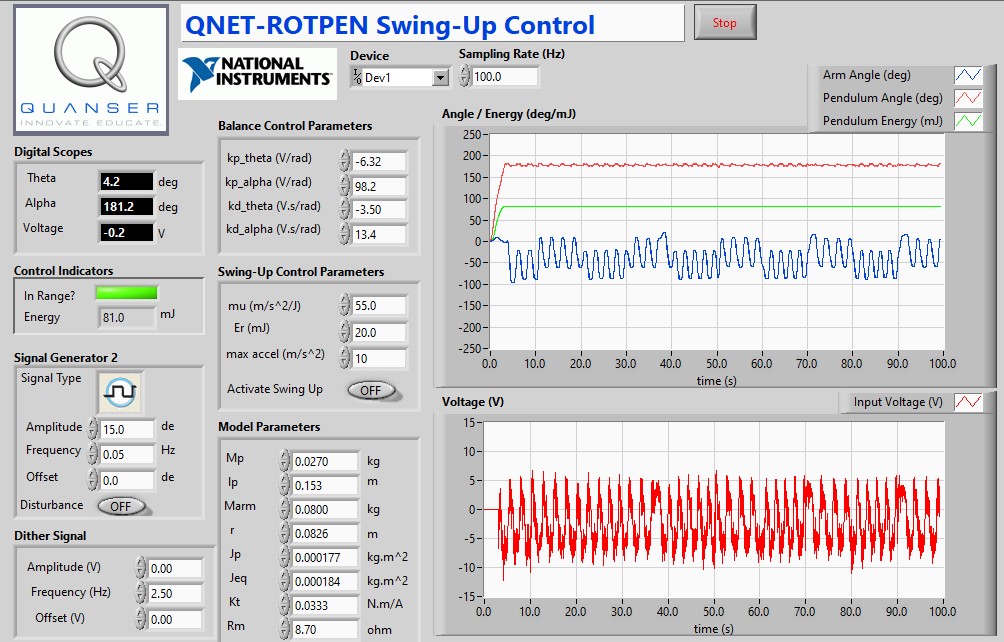 QUANSER
INNOVATE. EDUCATE.
QNET-ROTPEN Swing-Up Control
Stop
NATIONAL INSTRUMENTS
Device
I/O Dev1
Sampling Rate (Hz)
100.0
Digital Scopes
Theta 4.2 deg
Alpha 181.2 deg
Voltage -0.2 V
Control Indicators
In Range?
Energy 81.0 mJ
Signal Generator 2
Signal Type
Amplitude 15.0 de
Frequency 0.05 Hz
Offset 0.0 de
Disturbance OFF
Dither Signal
Amplitude (V) 0.00
Frequency (Hz) 2.50
Offset (V) 0.00
Balance Control Parameters
kp_theta (V/rad) -6.32
kp_alpha (V/rad) 98.2
kd_theta (V.s/rad) -3.50
kd_alpha (V.s/rad) 13.4
Swing-Up Control Parameters
mu (m/s^2/J) 55.0
Er (mJ) 20.0
max accel (m/s^2) 10
Activate Swing Up OFF
Model Parameters
Mp 0.0270 kg
lp 0.153 m
Marm 0.0800 kg
r 0.0826 m
Jp 0.000177 kg.m^2
Jeq 0.000184 kg.m^2
Kt 0.0333 N.m/A
Rm 8.70 ohm
Angle / Energy (deg/mJ)
Arm Angle (deg)
Pendulum Angle (deg)
Pendulum Energy (mJ)
250
200
150
100
50
0
-50
-100
-150
-200
-250
0.0 10.0 20.0 30.0 40.0 50.0 60.0 70.0 80.0 90.0 100.0
time (s)
Voltage (V)
Input Voltage (V)
15
10
5
0
-5
-10
-15
0.0 10.0 20.0 30.0 40.0 50.0 60.0 70.0 80.0 90.0 100.0
time (s)